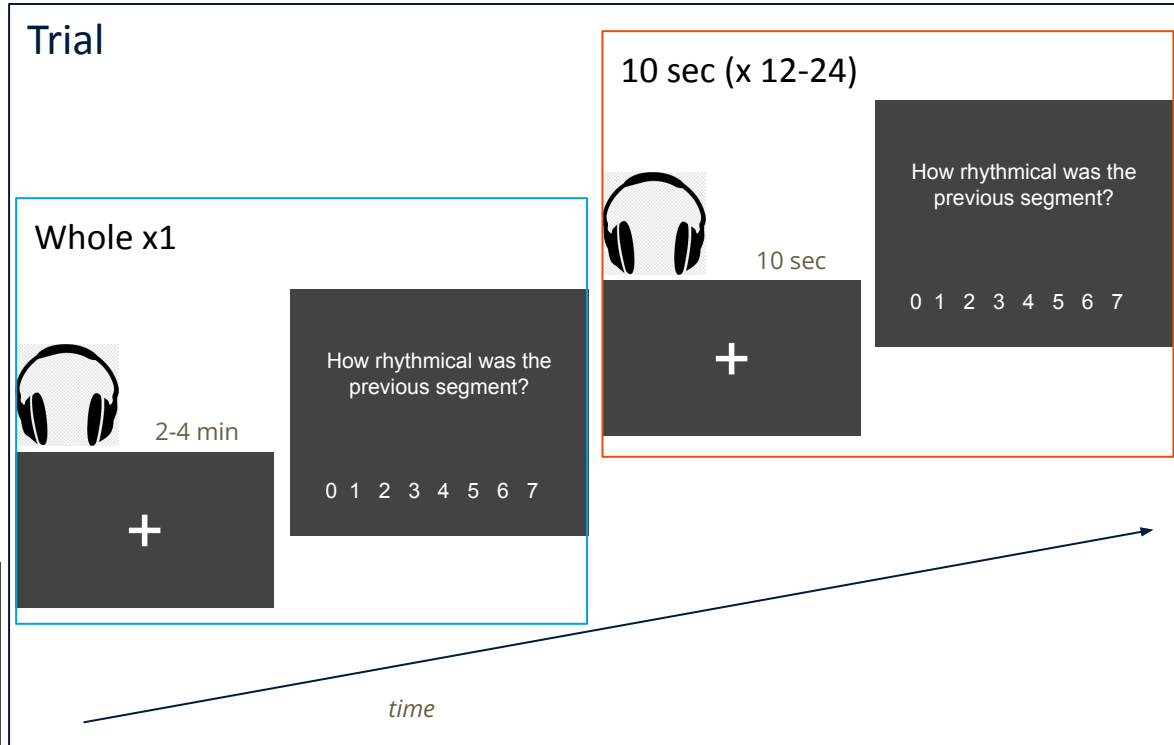 Trial
Whole x1
2-4 min
+
How rhythmical was the
previous segment?
0 1 2 3 4 5 6 7
10 sec (x 12-24)
10 sec
+
How rhythmical was the
previous segment?
0 1 2 3 4 5 6 7
time